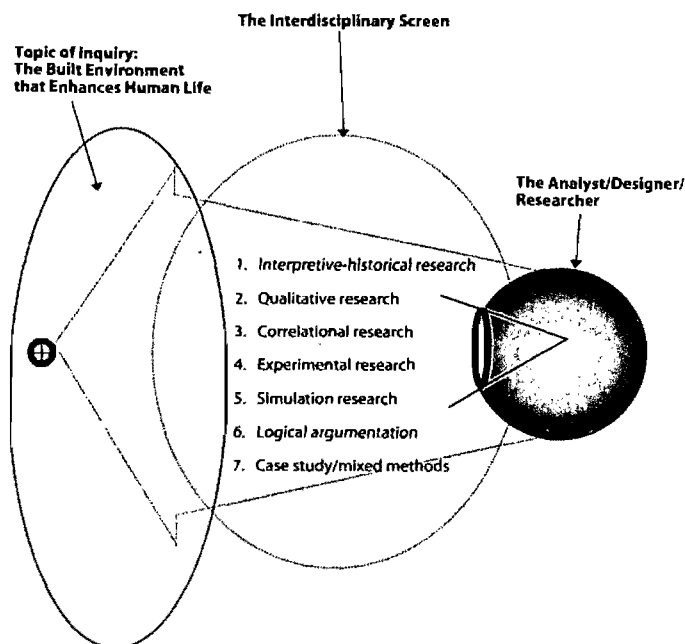 The Interdisciplinary Screen
Topic of Inquiry:
The Built Environment
that Enhances Human Life
The Analyst/Designer/
Researcher
1. Interpretive-historical research
2. Qualitative research
3. Correlational research
4. Experimental research
5. Simulation research
6. Logical argumentation
7. Case study/mixed methods